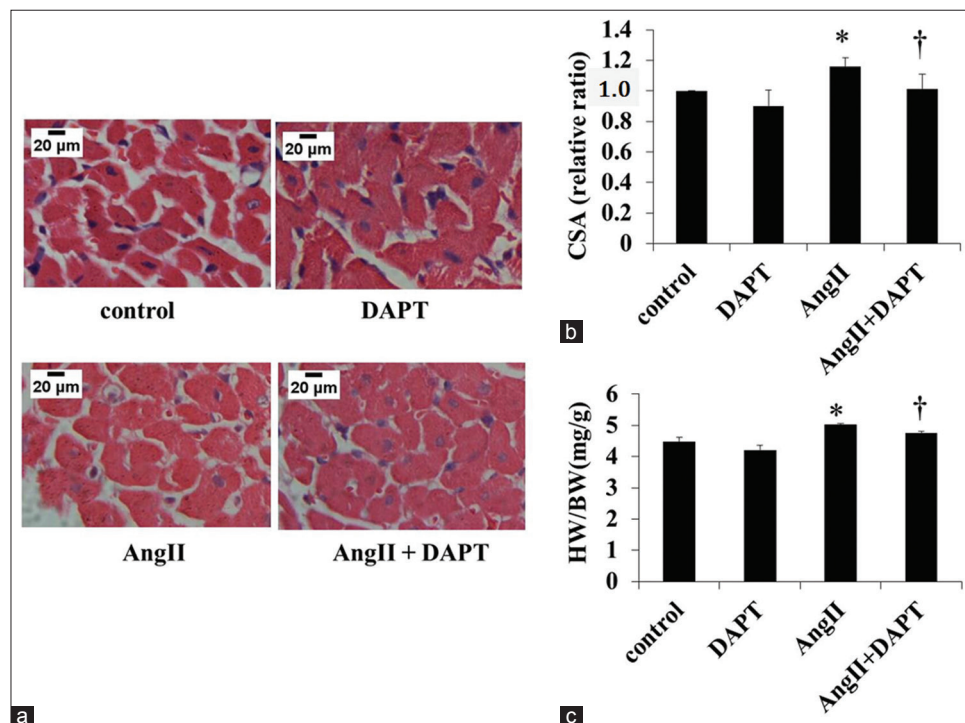 20 µm
20 µm
control
DAPT
20 µm
20 µm
AngII
AngII + DAPT
a
CSA (relative ratio)
1.4
1.2
1.0
0.8
0.6
0.4
0.2
0
*
†
control
DAPT
AngII
AngII+DAPT
b
HW/BW(mg/g)
6
5
4
3
2
1
0
*
†
control
DAPT
AngII
AngII+DAPT
c